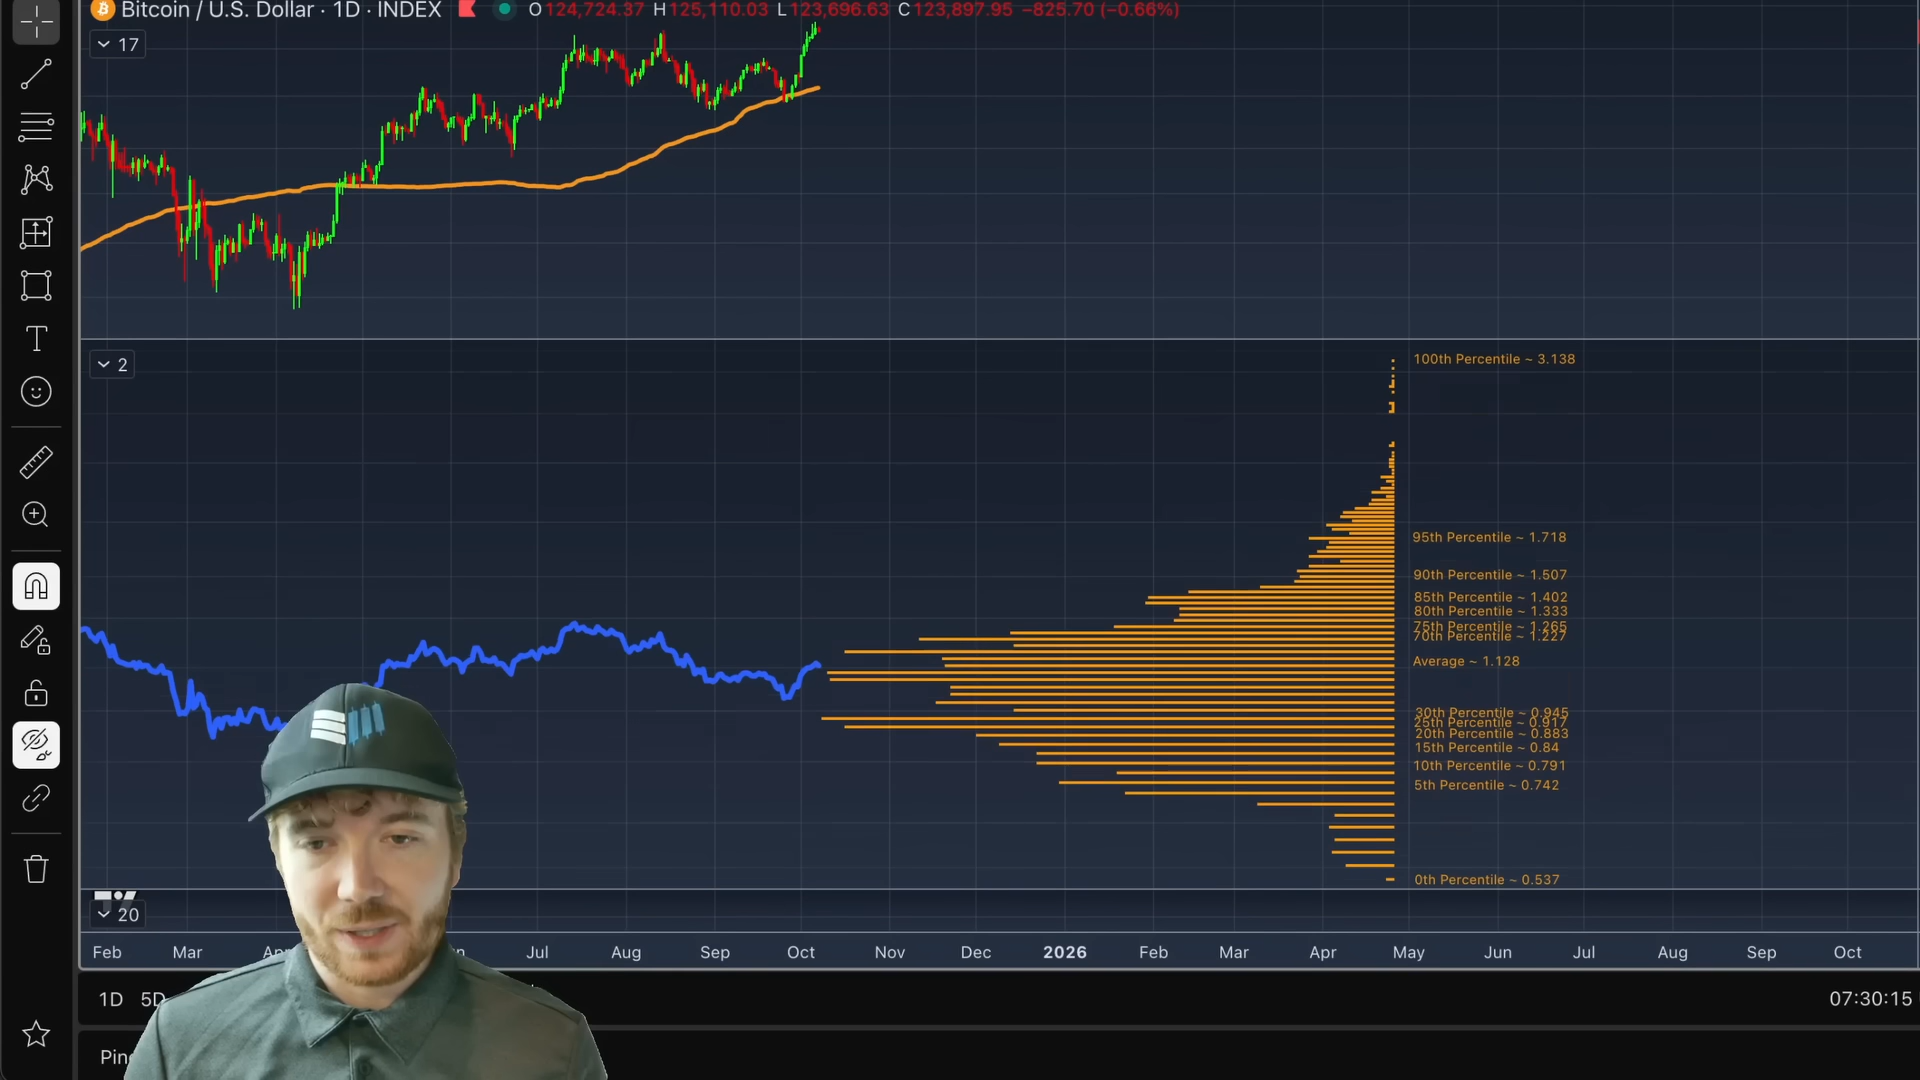 Bitcoin / U.S. Dollar · 1D · INDEX O124,724.37 H125,110.03 L123,696.63 C123,897.95 −825.70 (−0.66%)
17
2
100th Percentile ~ 3.138
95th Percentile ~ 1.718
90th Percentile ~ 1.507
85th Percentile ~ 1.402
80th Percentile ~ 1.333
75th Percentile ~ 1.265
70th Percentile ~ 1.227
Average ~ 1.128
30th Percentile ~ 0.945
25th Percentile ~ 0.917
20th Percentile ~ 0.883
15th Percentile ~ 0.84
10th Percentile ~ 0.791
5th Percentile ~ 0.742
0th Percentile ~ 0.537
20
Feb Mar Jul Aug Sep Oct Nov Dec 2026 Feb Mar Apr May Jun Jul Aug Sep Oct
1D 5D 07:30:15